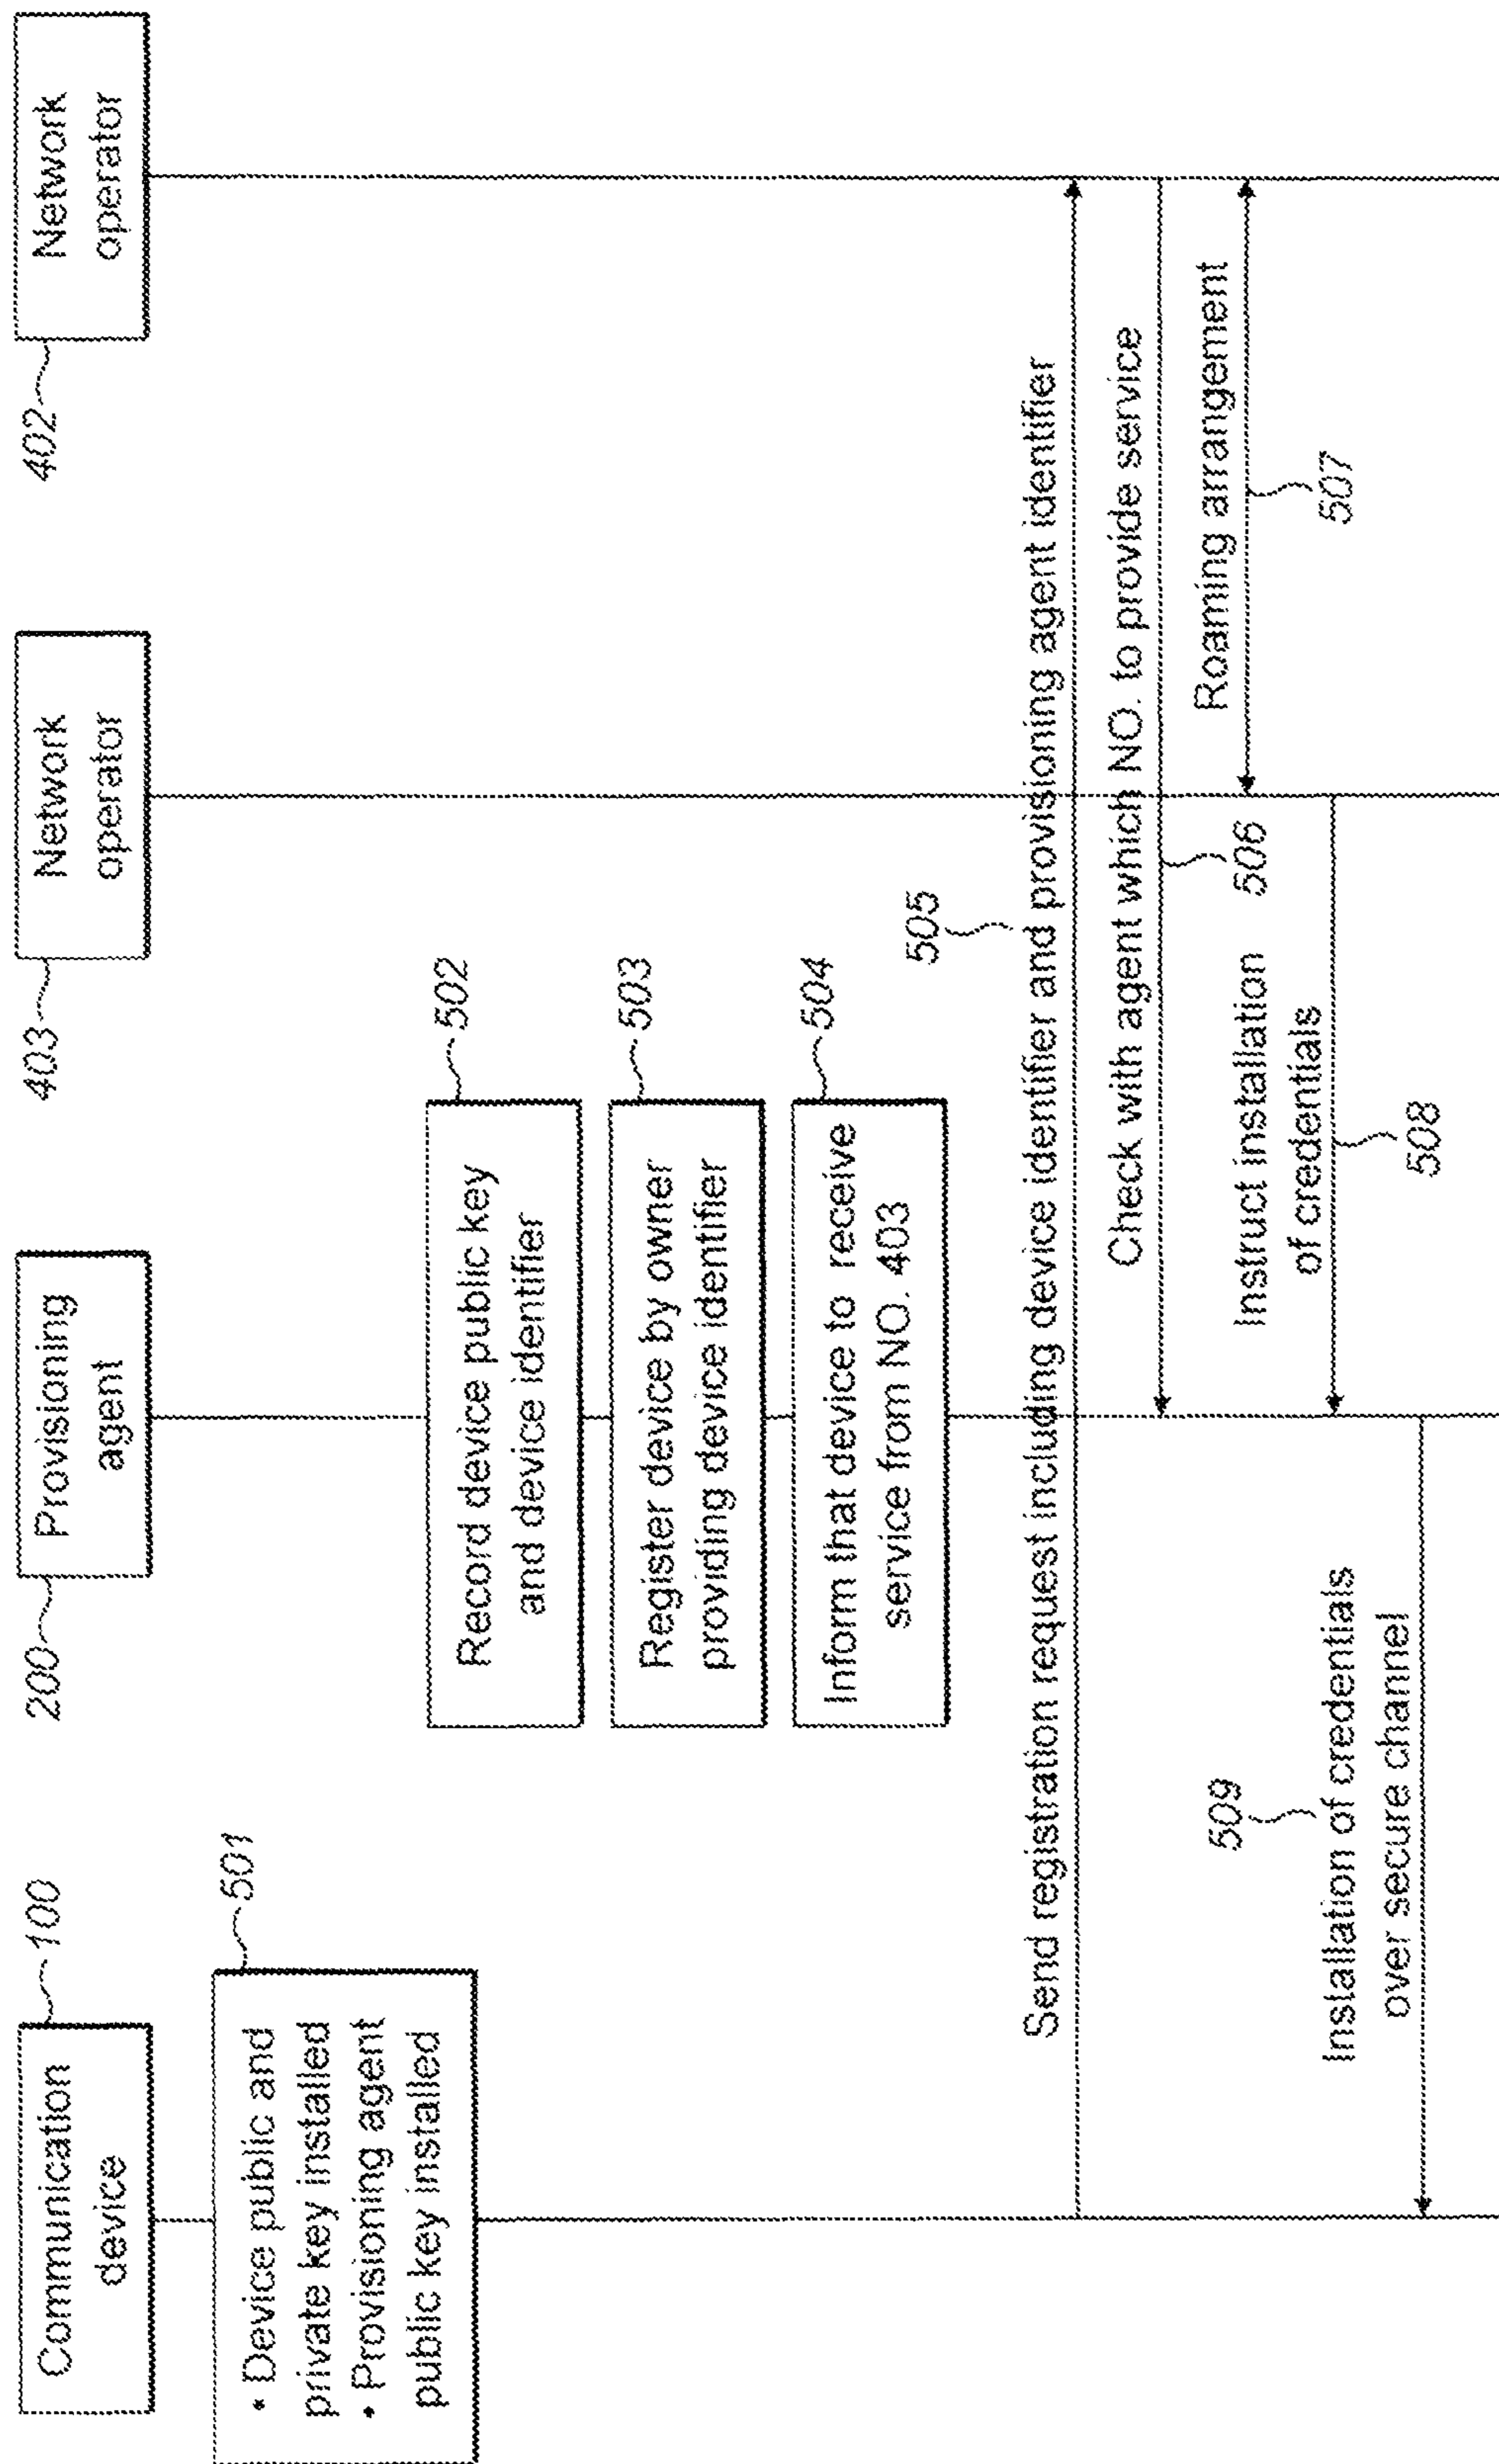 Communication
device
100
Provisioning
agent
200
Network
operator
403
Network
operator
402
• Device public and
private key installed
• Provisioning agent
public key installed
501
Record device public key
and device identifier
502
Register device by owner
providing device identifier
503
Inform that device to receive
service from NO. 403
504
505
Send registration request including device identifier and provisioning agent identifier
Check with agent which NO. to provide service
506
Roaming arrangement
507
Instruct installation
of credentials
508
509
Installation of credentials
over secure channel